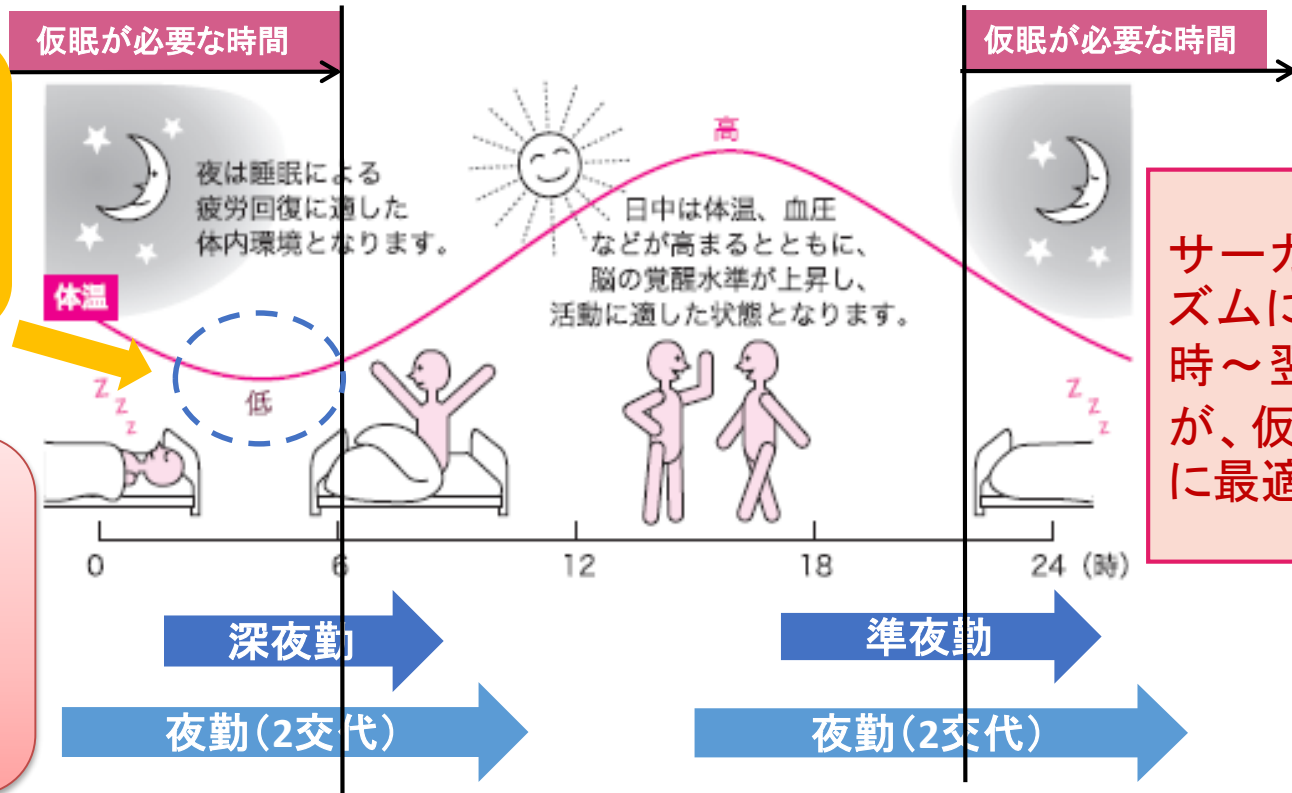 仮眠が必要な時間
仮眠が必要な時間
高
夜は睡眠による
疲労回復に適した
体内環境となります。
日中は体温、血圧
などが高まるとともに、
脳の覚醒水準が上昇し、
活動に適した状態となります。
体温
低
z
z
z
z
z
z
サーカ
ズムに
時～翌
が、仮
に最適
0
6
12
18
24 (時)
深夜勤
準夜勤
夜勤(2交代)
夜勤(2交代)